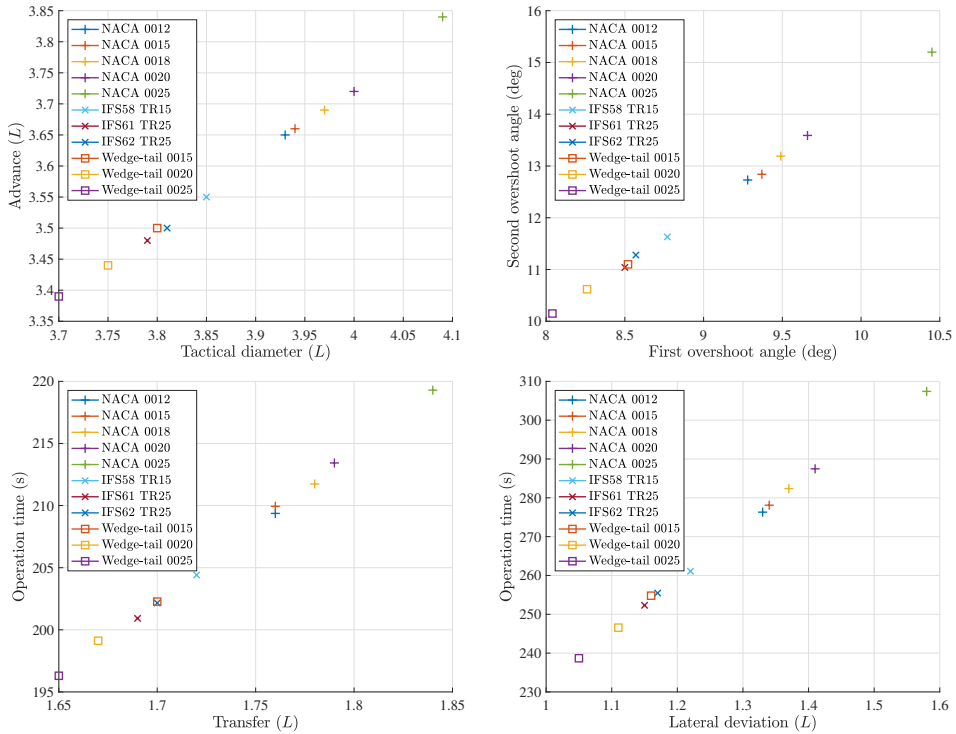 3.85
3.8
3.75
3.7
3.65
3.6
3.55
3.5
3.45
3.4
3.35
Advance (L)
NACA 0012
NACA 0015
NACA 0018
NACA 0020
NACA 0025
IFS58 TR15
IFS61 TR25
IFS62 TR25
Wedge-tail 0015
Wedge-tail 0020
Wedge-tail 0025
3.7 3.75 3.8 3.85 3.9 3.95 4 4.05 4.1
Tactical diameter (L)
16
15
14
13
12
11
10
Second overshoot angle (deg)
NACA 0012
NACA 0015
NACA 0018
NACA 0020
NACA 0025
IFS58 TR15
IFS61 TR25
IFS62 TR25
Wedge-tail 0015
Wedge-tail 0020
Wedge-tail 0025
8 8.5 9 9.5 10 10.5
First overshoot angle (deg)
220
215
210
205
200
195
Operation time (s)
NACA 0012
NACA 0015
NACA 0018
NACA 0020
NACA 0025
IFS58 TR15
IFS61 TR25
IFS62 TR25
Wedge-tail 0015
Wedge-tail 0020
Wedge-tail 0025
1.65 1.7 1.75 1.8 1.85
Transfer (L)
310
300
290
280
270
260
250
240
230
Operation time (s)
NACA 0012
NACA 0015
NACA 0018
NACA 0020
NACA 0025
IFS58 TR15
IFS61 TR25
IFS62 TR25
Wedge-tail 0015
Wedge-tail 0020
Wedge-tail 0025
1 1.1 1.2 1.3 1.4 1.5 1.6
Lateral deviation (L)